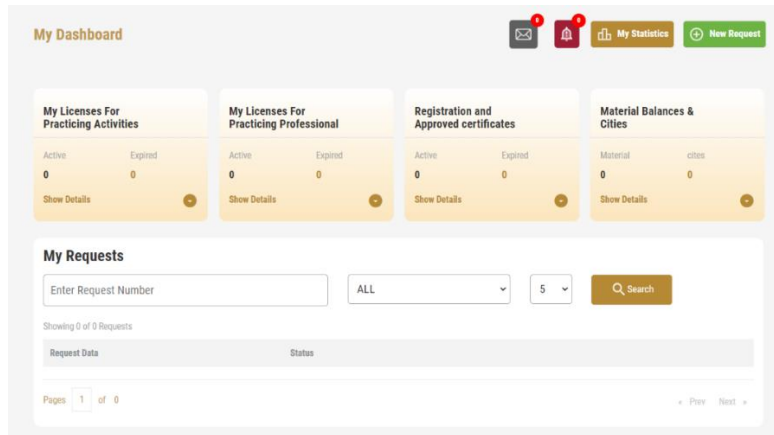 My Dashboard
0
0
My Statistics
New Request
My Licenses For
Practicing Activities
Active Expired
0 0
Show Details
My Licenses For
Practicing Professional
Active Expired
0 0
Show Details
Registration and
Approved certificates
Active Expired
0 0
Show Details
Material Balances &
Cities
Material cites
0 0
Show Details
My Requests
Enter Request Number
ALL
5
Search
Showing 0 of 0 Requests
Request Data Status
Pages 1 of 0
« Prev Next »